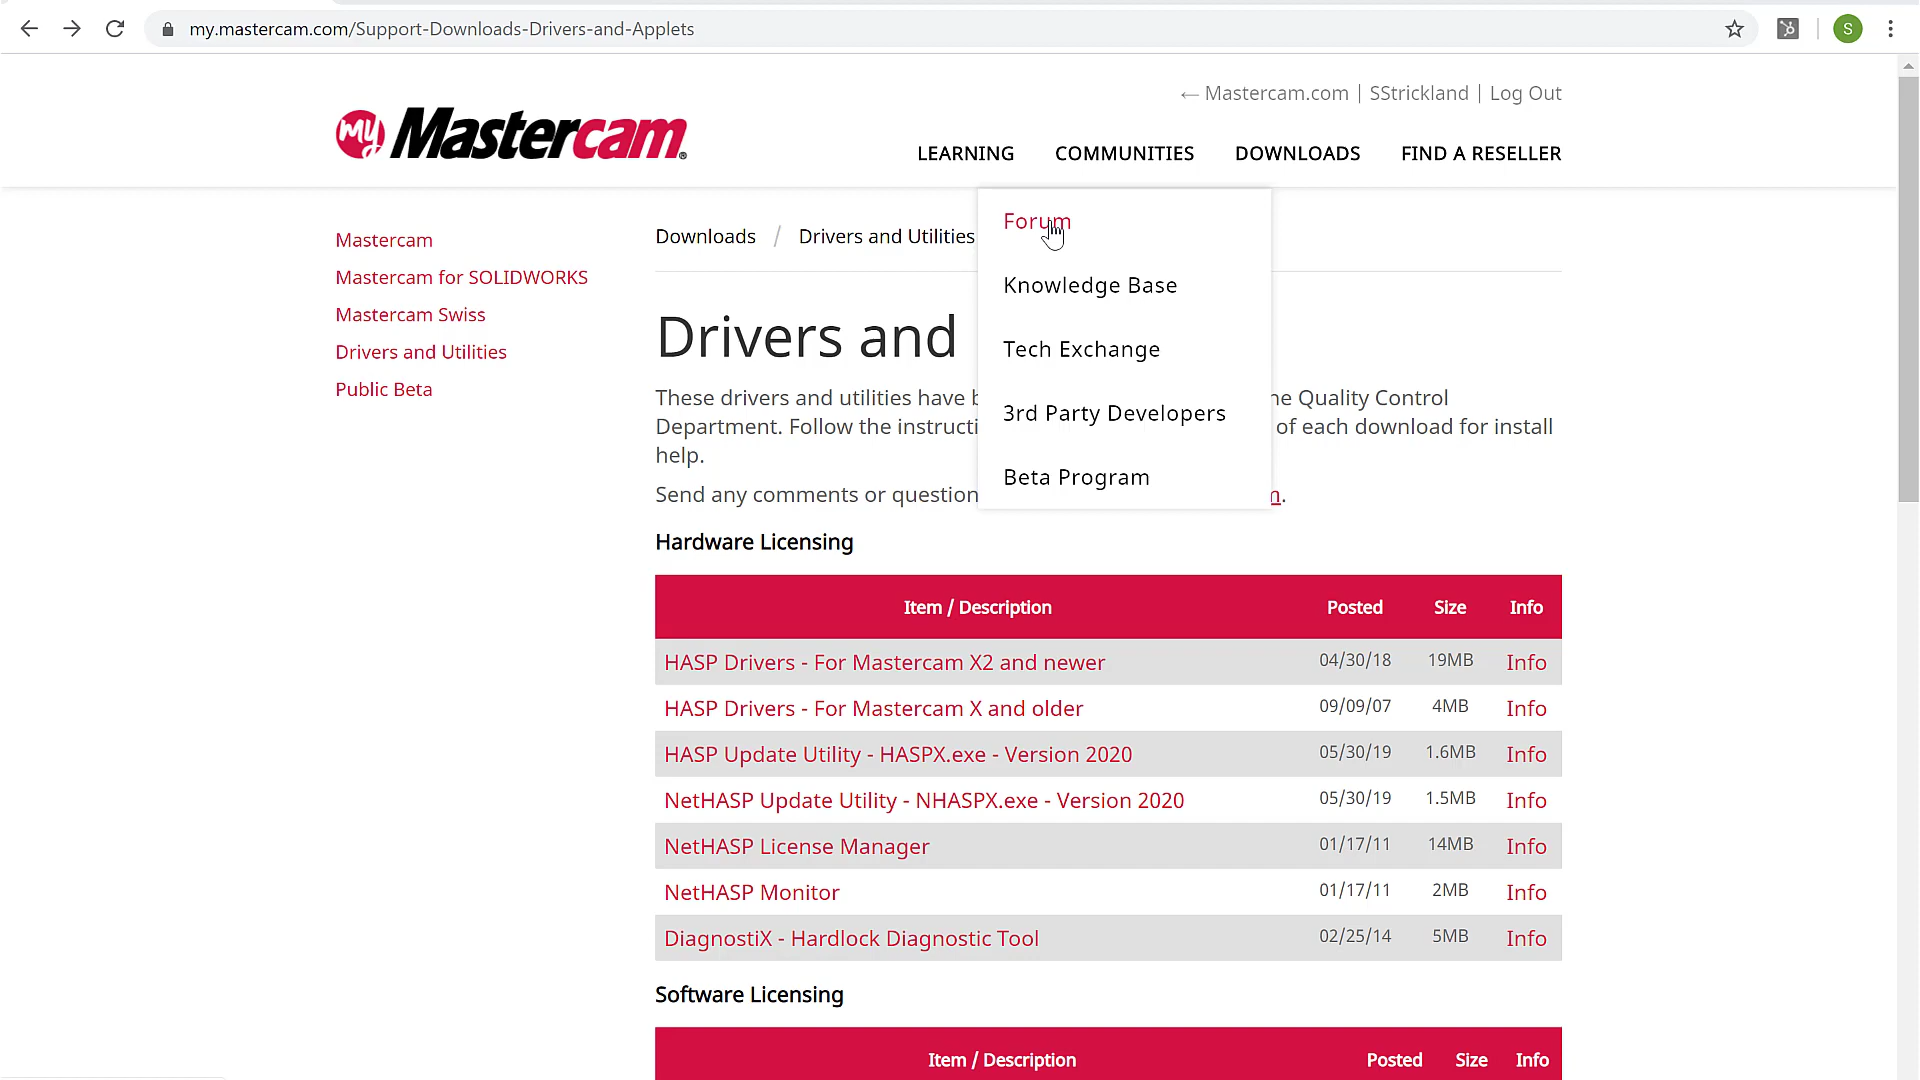 my.mastercam.com/Support-Downloads-Drivers-and-Applets
S
← Mastercam.com | SStrickland | Log Out
my Mastercam®
LEARNING COMMUNITIES DOWNLOADS FIND A RESELLER
Forum
Knowledge Base
Tech Exchange
3rd Party Developers
Beta Program
Mastercam
Mastercam for SOLIDWORKS
Mastercam Swiss
Drivers and Utilities
Public Beta
Downloads / Drivers and Utilities
Drivers and
These drivers and utilities have he Quality Control
Department. Follow the instructi of each download for install
help.
Send any comments or question
Hardware Licensing
Item / Description Posted Size Info
HASP Drivers - For Mastercam X2 and newer 04/30/18 19MB Info
HASP Drivers - For Mastercam X and older 09/09/07 4MB Info
HASP Update Utility - HASPX.exe - Version 2020 05/30/19 1.6MB Info
NetHASP Update Utility - NHASPX.exe - Version 2020 05/30/19 1.5MB Info
NetHASP License Manager 01/17/11 14MB Info
NetHASP Monitor 01/17/11 2MB Info
DiagnostiX - Hardlock Diagnostic Tool 02/25/14 5MB Info
Software Licensing
Item / Description Posted Size Info